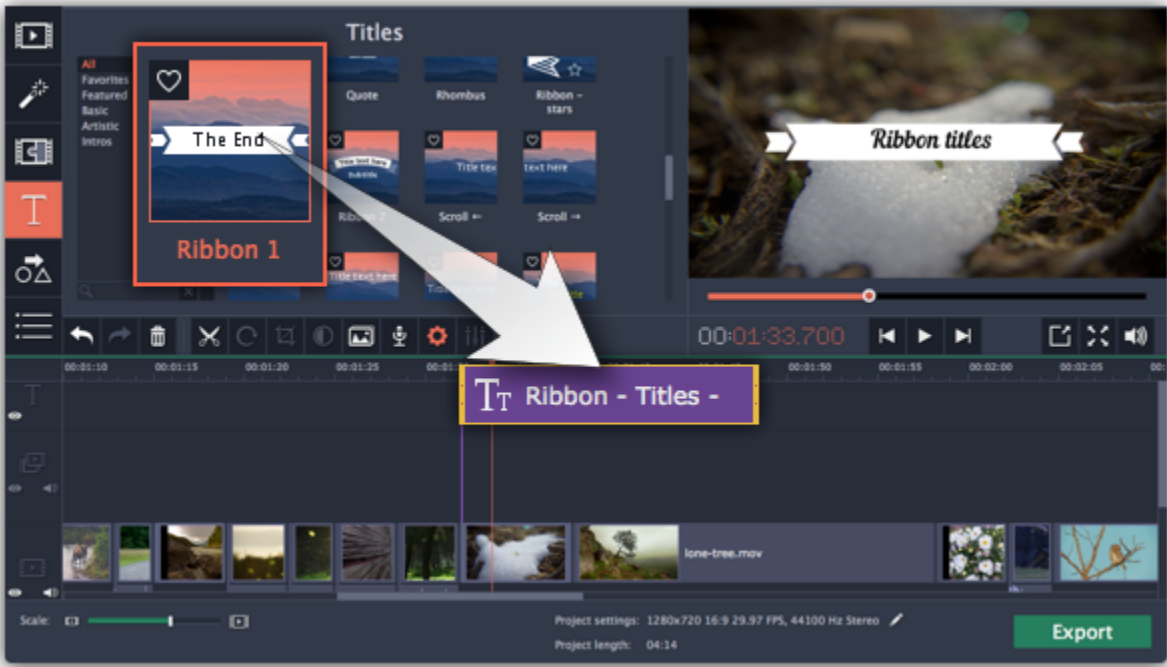 Titles
All
Favorites
Featured
Basic
Artistic
Intros
The End
Ribbon 1
Quote
Rhombus
Ribbon –
stars
Title text here
Subtitle
Ribbon 2
Title tex
Scroll ←
text here
Scroll →
Title text here
Ribbon titles
00:01:33.700
00:01:10
00:01:15
00:01:20
00:01:25
00:01:50
00:01:55
00:02:00
00:02:05
00:
T
TT Ribbon - Titles -
lone-tree.mov
Scale:
Project settings: 1280x720 16:9 29.97 FPS, 44100 Hz Stereo
Project length: 04:14
Export